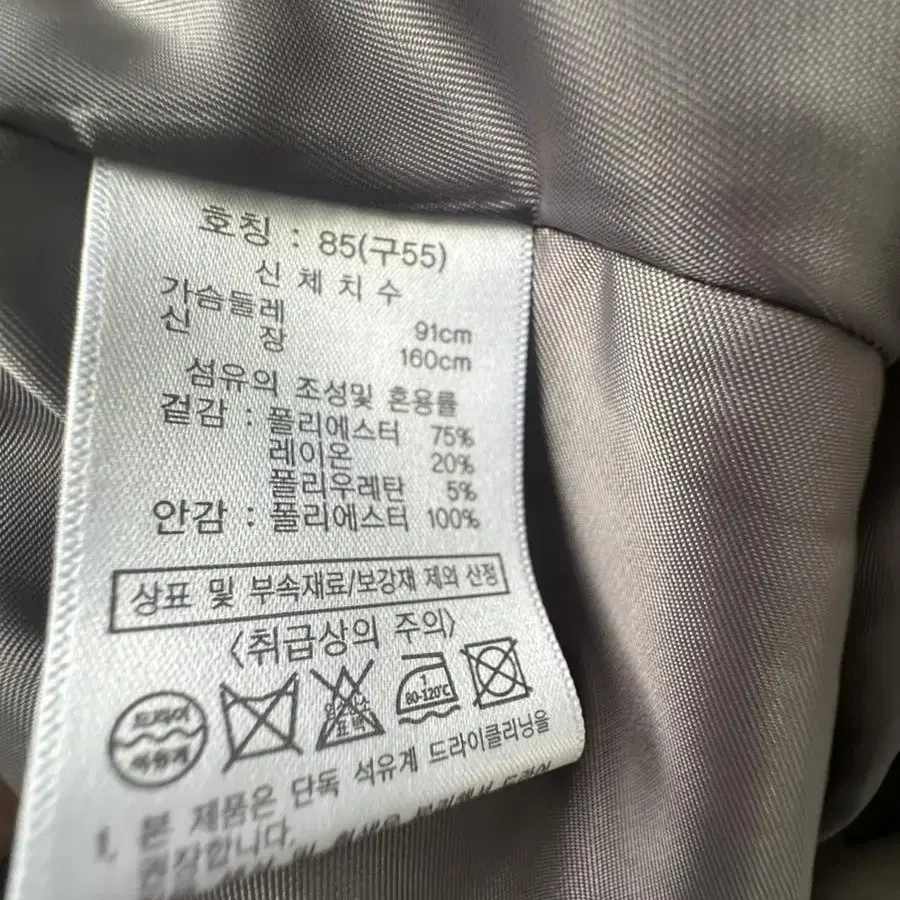 호칭 : 85(구55)
신 체 치 수
가슴둘레 91cm
신 장 160cm
섬유의 조성및 혼용률
겉감 : 폴리에스터 75%
레이온 20%
폴리우레탄 5%
안감 : 폴리에스터 100%
상표 및 부속재료/보강재 제외 산정
<취급상의 주의>
드라이
석유계
염소
표백
1
80-120℃
1. 본 제품은 단독 석유계 드라이클리닝을
권장합니다.